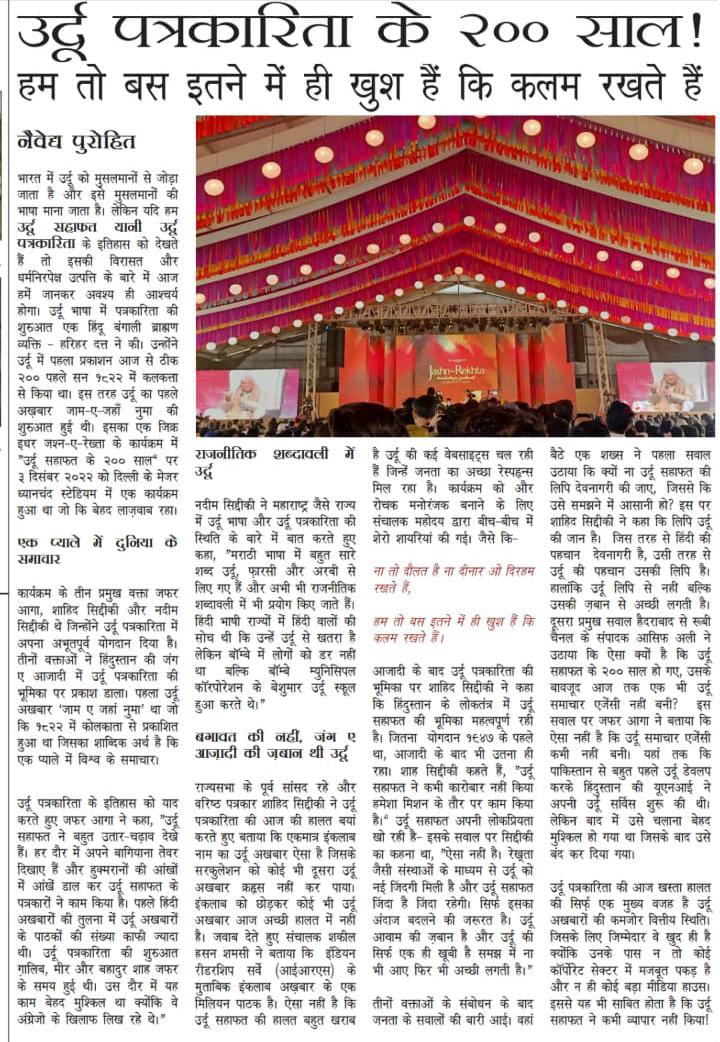 उर्दू पत्रकारिता के २०० साल!
हम तो बस इतने में ही खुश हैं कि कलम रखते हैं
नैवेद्य पुरोहित
भारत में उर्दू को मुसलमानों से जोड़ा
जाता है और इसे मुसलमानों की
भाषा माना जाता है। लेकिन यदि हम
उर्दू सहाफत यानी उर्दू
पत्रकारिता के इतिहास को देखते
हैं तो इसकी विरासत और
धर्मनिरपेक्ष उत्पत्ति के बारे में आज
हमें जानकर अवश्य ही आश्चर्य
होगा। उर्दू भाषा में पत्रकारिता की
शुरुआत एक हिंदू बंगाली ब्राह्मण
व्यक्ति - हरिहर दत्त ने की। उन्होंने
उर्दू में पहला प्रकाशन आज से ठीक
२०० पहले सन १८२२ में कलकत्ता
से किया था। इस तरह उर्दू का पहले
अख़बार जाम-ए-जहाँ नुमा की
शुरुआत हुई थी। इसका एक जिक्र
इधर जश्न-ए-रेख्ता के कार्यक्रम में
"उर्दू सहाफत के २०० साल" पर
३ दिसंबर २०२२ को दिल्ली के मेजर
ध्यानचंद स्टेडियम में एक कार्यक्रम
हुआ था जो कि बेहद लाज़वाब रहा।
एक प्याले में दुनिया के
समाचार
कार्यक्रम के तीन प्रमुख वक्ता जफर
आगा, शाहिद सिद्दीकी और नदीम
सिद्दीकी थे जिन्होंने उर्दू पत्रकारिता में
अपना अभूतपूर्व योगदान दिया है।
तीनों वक्ताओं ने हिंदुस्तान की जंग
ए आजादी में उर्दू पत्रकारिता की
भूमिका पर प्रकाश डाला। पहला उर्दू
अखबार 'जाम ए जहां नुमा' था जो
कि १८२२ में कोलकाता से प्रकाशित
हुआ था जिसका शाब्दिक अर्थ है कि
एक प्याले में विश्व के समाचार।
उर्दू पत्रकारिता के इतिहास को याद
करते हुए जफर आगा ने कहा, "उर्दू
सहाफत ने बहुत उतार-चढ़ाव देखे
हैं। हर दौर में अपने बागियाना तेवर
दिखाए हैं और हुक्मरानों की आंखों
में आंखें डाल कर उर्दू सहाफत के
पत्रकारों ने काम किया है। पहले हिंदी
अखबारों की तुलना में उर्दू अखबारों
के पाठकों की संख्या काफी ज्यादा
थी। उर्दू पत्रकारिता की शुरुआत
ग़ालिब, मीर और बहादुर शाह जफर
के समय हुई थी। उस दौर में यह
काम बेहद मुश्किल था क्योंकि वे
अंग्रेजो के खिलाफ लिख रहे थे।"
Jashn-e-Rekhta
राजनीतिक शब्दावली में
उर्दू
नदीम सिद्दीकी ने महाराष्ट्र जैसे राज्य
में उर्दू भाषा और उर्दू पत्रकारिता की
स्थिति के बारे में बात करते हुए
कहा, "मराठी भाषा में बहुत सारे
शब्द उर्दू, फ़ारसी और अरबी से
लिए गए हैं और अभी भी राजनीतिक
शब्दावली में भी प्रयोग किए जाते हैं।
हिंदी भाषी राज्यों में हिंदी वालों की
सोच थी कि उन्हें उर्दू से खतरा है
लेकिन बॉम्बे में लोगों को डर नहीं
था बल्कि बॉम्बे म्युनिसिपल
कॉरपोरेशन के बेशुमार उर्दू स्कूल
हुआ करते थे।"
बगावत की नहीं, जंग ए
आज़ादी की ज़बान थी उर्दू
राज्यसभा के पूर्व सांसद रहे और
वरिष्ठ पत्रकार शाहिद सिद्दीकी ने उर्दू
पत्रकारिता की आज की हालत बयां
करते हुए बताया कि एकमात्र इंकलाब
नाम का उर्दू अखबार ऐसा है जिसके
सरकुलेशन को कोई भी दूसरा उर्दू
अखबार क्रॉस नहीं कर पाया।
इंकलाब को छोड़कर कोई भी उर्दू
अखबार आज अच्छी हालत में नहीं
है। जवाब देते हुए संचालक शकील
हसन शमसी ने बताया कि इंडियन
रीडरशिप सर्वे (आईआरएस) के
मुताबिक इंकलाब अख़बार के एक
मिलियन पाठक है। ऐसा नहीं है कि
उर्दू सहाफत की हालत बहुत खराब
है उर्दू की कई वेबसाइट्स चल रही
हैं जिन्हें जनता का अच्छा रेस्पॉन्स
मिल रहा है। कार्यक्रम को और
रोचक मनोरंजक बनाने के लिए
संचालक महोदय द्वारा बीच-बीच में
शेरो शायरियां की गई। जैसे कि-
ना तो दौलत है ना दीनार ओ दिरहम
रखते हैं,
हम तो बस इतने में ही खुश हैं कि
कलम रखते हैं।
आजादी के बाद उर्दू पत्रकारिता की
भूमिका पर शाहिद सिद्दीकी ने कहा
कि हिंदुस्तान के लोकतंत्र में उर्दू
सहाफत की भूमिका महत्वपूर्ण रही
है। जितना योगदान १९४७ के पहले
था, आजादी के बाद भी उतना ही
रहा। शाह सिद्दीकी कहते हैं, "उर्दू
सहाफत ने कभी कारोबार नहीं किया
हमेशा मिशन के तौर पर काम किया
है।" उर्दू सहाफत अपनी लोकप्रियता
खो रही है- इसके सवाल पर सिद्दीकी
का कहना था, "ऐसा नहीं है। रेख़्ता
जैसी संस्थाओं के माध्यम से उर्दू को
नई जिंदगी मिली है और उर्दू सहाफत
जिंदा है जिंदा रहेगी। सिर्फ इसका
अंदाज बदलने की जरूरत है। उर्दू
आवाम की ज़बान है और उर्दू की
सिर्फ एक ही खूबी है समझ में ना
भी आए फिर भी अच्छी लगती है।"
तीनों वक्ताओं के संबोधन के बाद
जनता के सवालों की बारी आई। वहां
बैठे एक शख्स ने पहला सवाल
उठाया कि क्यों ना उर्दू सहाफत की
लिपि देवनागरी की जाए, जिससे कि
उसे समझने में आसानी हो? इस पर
शाहिद सिद्दीकी ने कहा कि लिपि उर्दू
की जान है। जिस तरह से हिंदी की
पहचान देवनागरी है, उसी तरह से
उर्दू की पहचान उसकी लिपि है।
हालांकि उर्दू लिपि से नहीं बल्कि
उसकी ज़बान से अच्छी लगती है।
दूसरा प्रमुख सवाल हैदराबाद से रूबी
चैनल के संपादक आसिफ अली ने
उठाया कि ऐसा क्यों है कि उर्दू
सहाफत के २०० साल हो गए, उसके
बावजूद आज तक एक भी उर्दू
समाचार एजेंसी नहीं बनी? इस
सवाल पर जफर आगा ने बताया कि
ऐसा नहीं है कि उर्दू समाचार एजेंसी
कभी नहीं बनी। यहां तक कि
पाकिस्तान से बहुत पहले उर्दू डेवलप
करके हिंदुस्तान की यूएनआई ने
अपनी उर्दू सर्विस शुरू की थी।
लेकिन बाद में उसे चलाना बेहद
मुश्किल हो गया था जिसके बाद उसे
बंद कर दिया गया।
उर्दू पत्रकारिता की आज खस्ता हालत
की सिर्फ़ एक मुख्य वजह है उर्दू
अखबारों की कमजोर वित्तीय स्थिति।
जिसके लिए जिम्मेदार वे खुद ही है
क्योंकि उनके पास न तो कोई
कॉर्पोरेट सेक्टर में मजबूत पकड़ है
और न ही कोई बड़ा मीडिया हाउस।
इससे यह भी साबित होता है कि उर्दू
सहाफत ने कभी व्यापार नहीं किया!